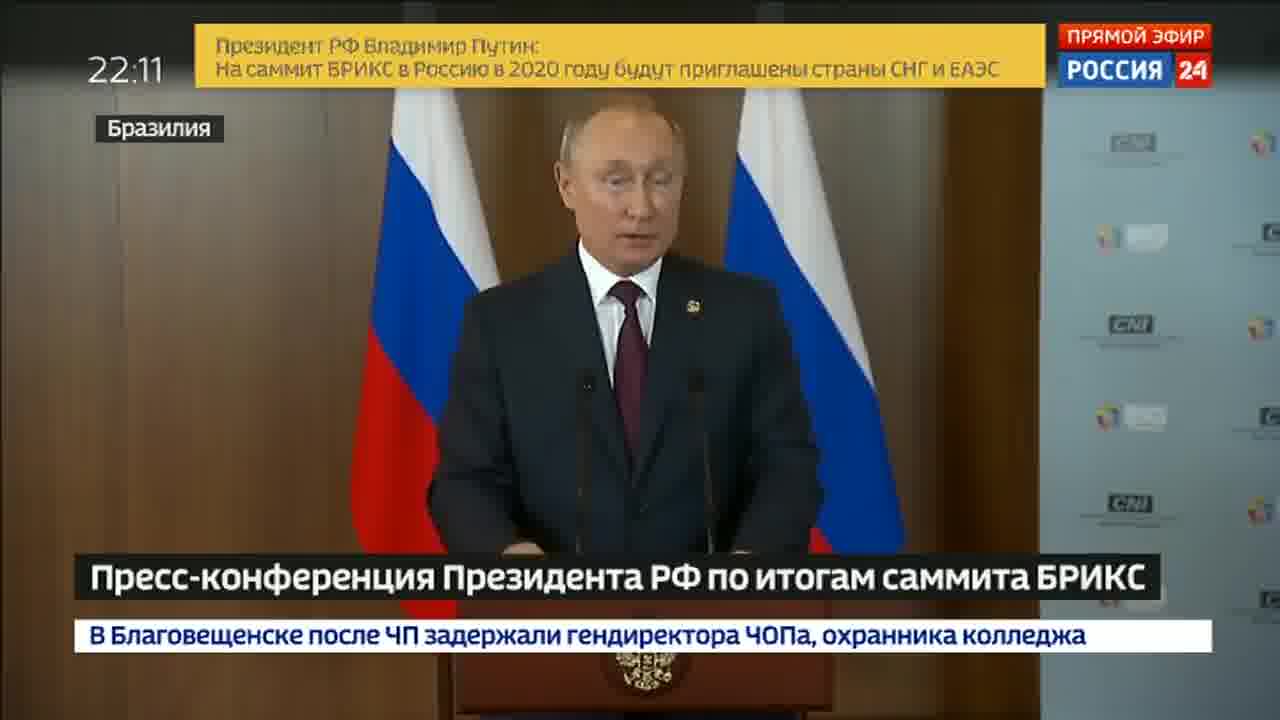 22:11
Президент РФ Владимир Путин:
На саммит БРИКС в Россию в 2020 году будут приглашены страны СНГ и ЕАЭС
ПРЯМОЙ ЭФИР
РОССИЯ 24
Бразилия
CNI
CNI
CNI
Пресс-конференция Президента РФ по итогам саммита БРИКС
В Благовещенске после ЧП задержали гендиректора ЧОПа, охранника колледжа